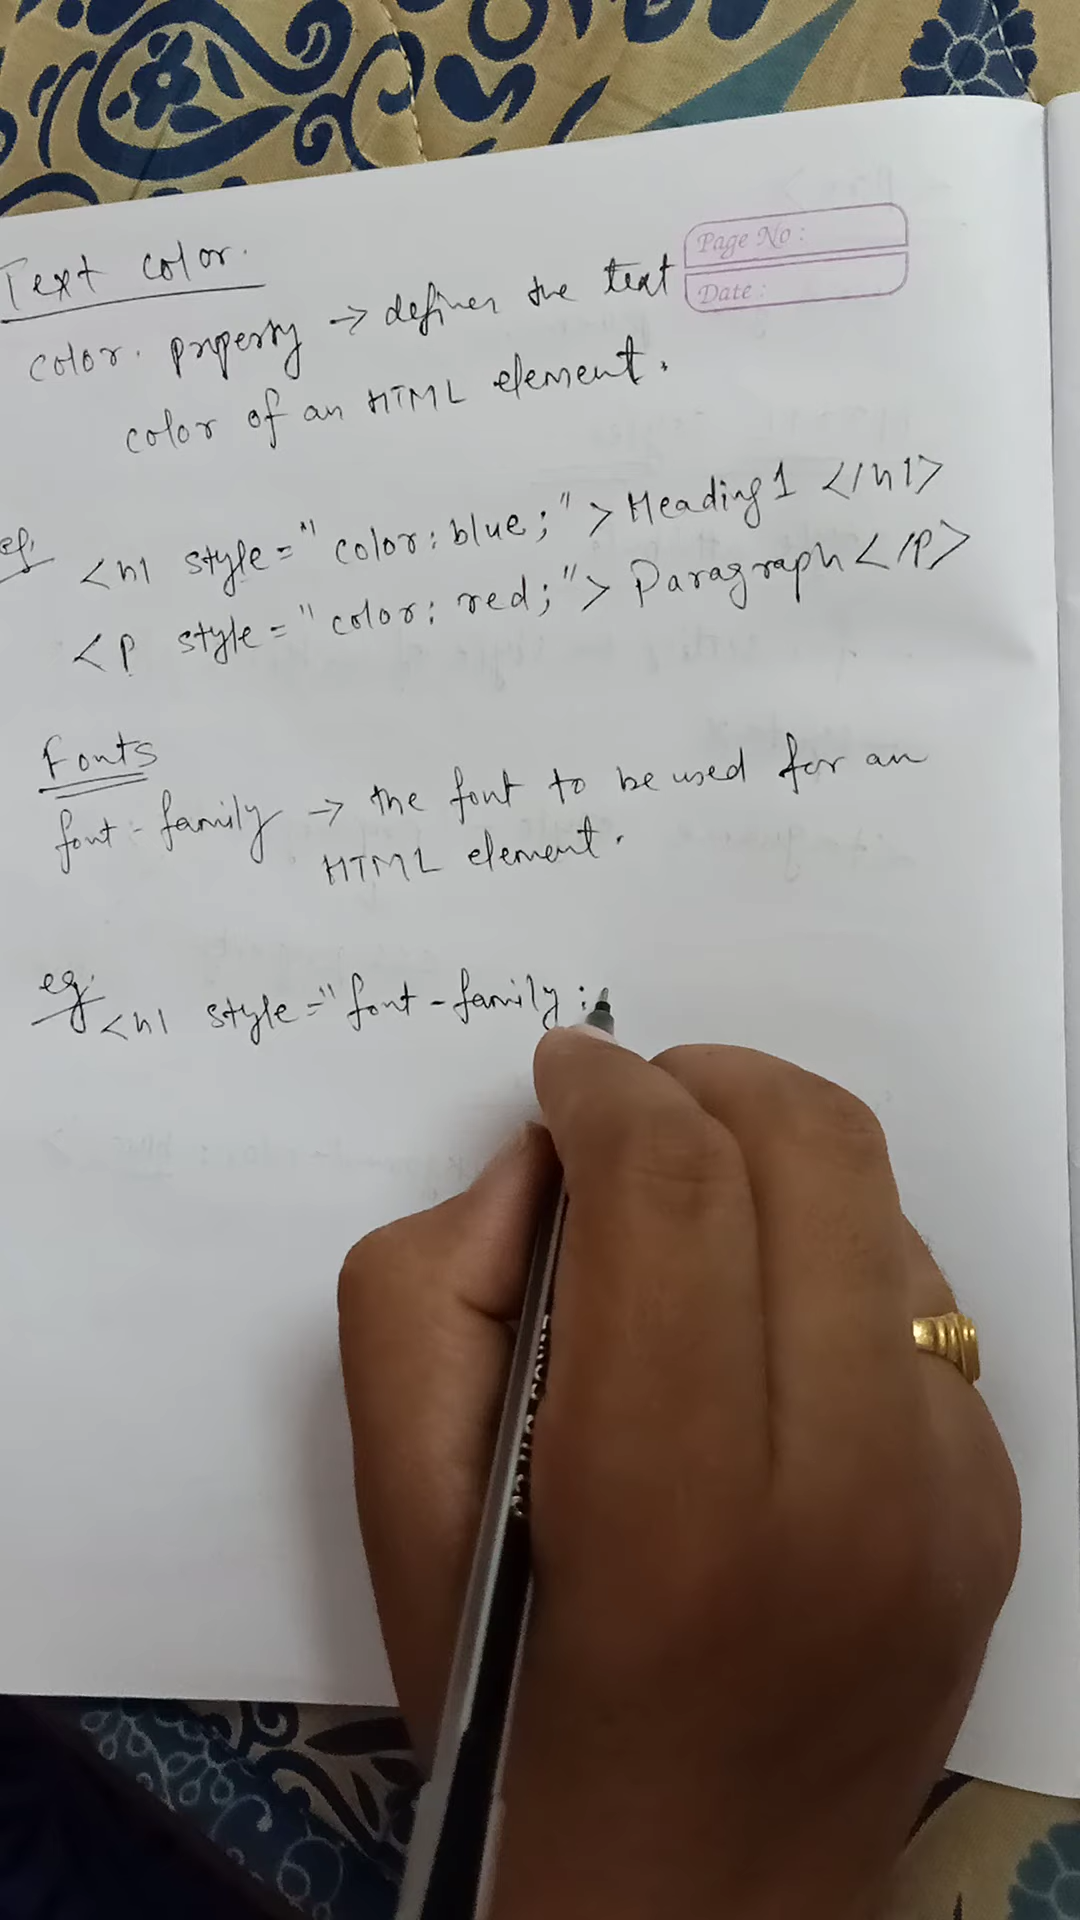 Text color.
Page No :
Date :
color. property → defines the text
color of an HTML element.
eg. <h1 style="color: blue;"> Heading 1 </h1>
<p style="color: red;"> Paragraph </p>
Fonts
font-family → the font to be used for an
HTML element.
eg. <h1 style="font-family: